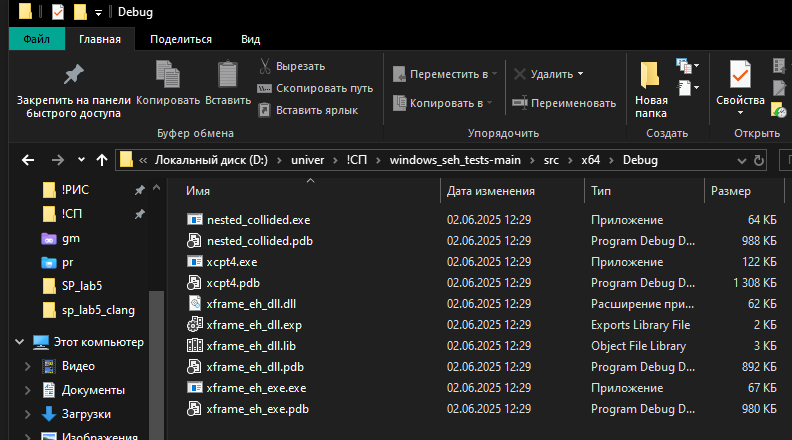 Debug
Файл Главная Поделиться Вид
Закрепить на панели быстрого доступа
Копировать
Вставить
Вырезать
Скопировать путь
Вставить ярлык
Буфер обмена
Переместить в
Копировать в
Удалить
Переименовать
Упорядочить
Новая папка
Создать
Свойства
Открыть
« Локальный диск (D:) > univer > !СП > windows_seh_tests-main > src > x64 > Debug
!РИС
!СП
gm
pr
SP_lab5
sp_lab5_clang
Этот компьютер
Видео
Документы
Загрузки
Изображения
Имя Дата изменения Тип Размер
nested_collided.exe 02.06.2025 12:29 Приложение 64 КБ
nested_collided.pdb 02.06.2025 12:29 Program Debug D... 988 КБ
xcpt4.exe 02.06.2025 12:29 Приложение 122 КБ
xcpt4.pdb 02.06.2025 12:29 Program Debug D... 1 308 КБ
xframe_eh_dll.dll 02.06.2025 12:29 Расширение при... 62 КБ
xframe_eh_dll.exp 02.06.2025 12:29 Exports Library File 2 КБ
xframe_eh_dll.lib 02.06.2025 12:29 Object File Library 3 КБ
xframe_eh_dll.pdb 02.06.2025 12:29 Program Debug D... 892 КБ
xframe_eh_exe.exe 02.06.2025 12:29 Приложение 67 КБ
xframe_eh_exe.pdb 02.06.2025 12:29 Program Debug D... 980 КБ